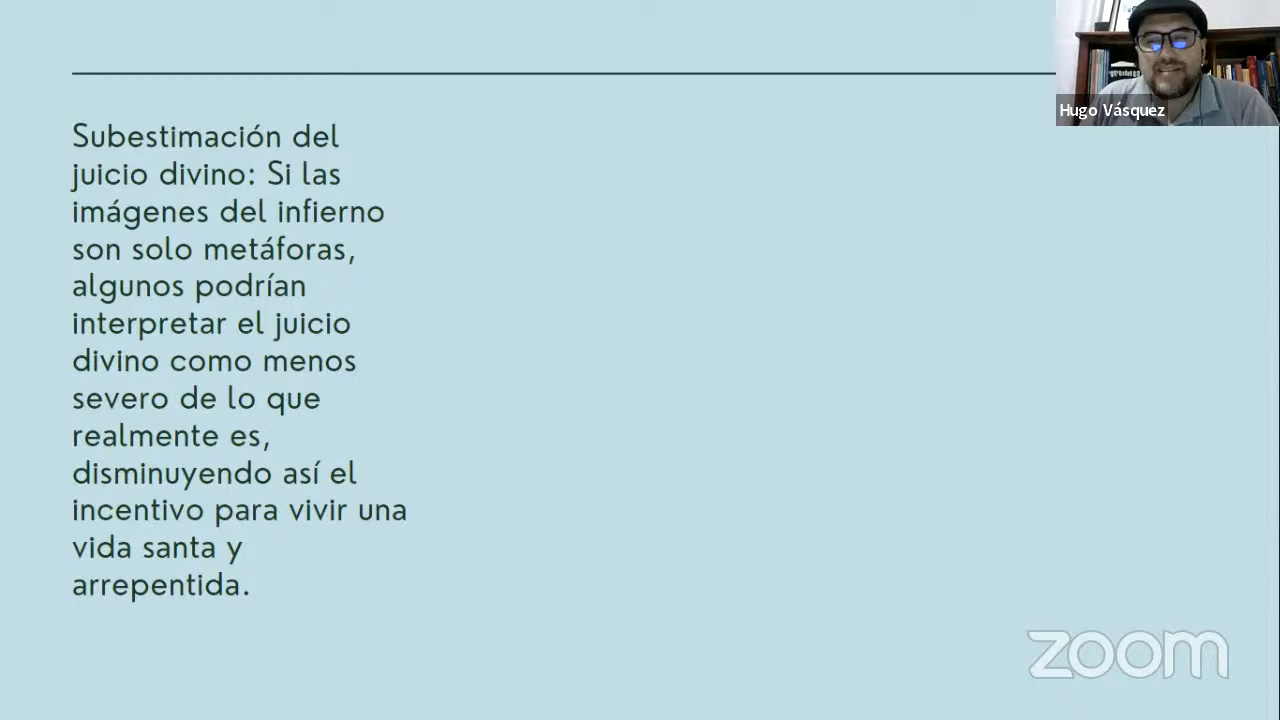 Hugo Vásquez
Subestimación del
juicio divino: Si las
imágenes del infierno
son solo metáforas,
algunos podrían
interpretar el juicio
divino como menos
severo de lo que
realmente es,
disminuyendo así el
incentivo para vivir una
vida santa y
arrepentida.
zoom